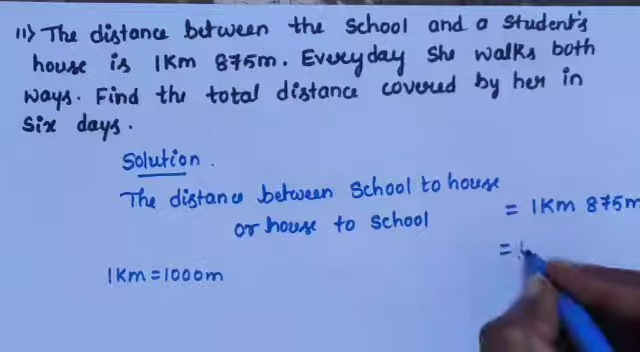 11) The distance between the school and a student's
house is 1Km 875m. Everyday she walks both
ways. Find the total distance covered by her in
Six days.
Solution.
The distance between School to house
or house to school = 1Km 875m
1Km = 1000m =